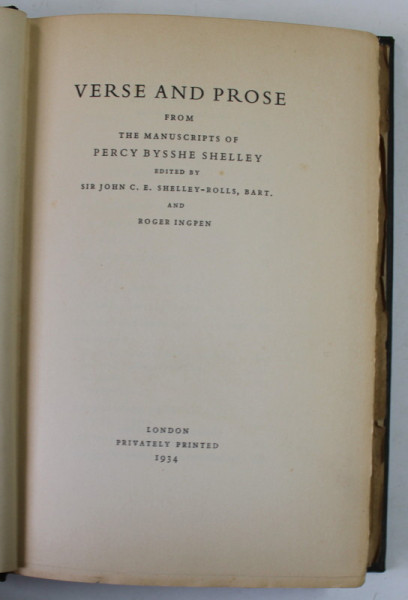 VERSE AND PROSE
FROM
THE MANUSCRIPTS OF
PERCY BYSSHE SHELLEY
EDITED BY
SIR JOHN C. E. SHELLEY-ROLLS, BART.
AND
ROGER INGPEN
LONDON
PRIVATELY PRINTED
1934